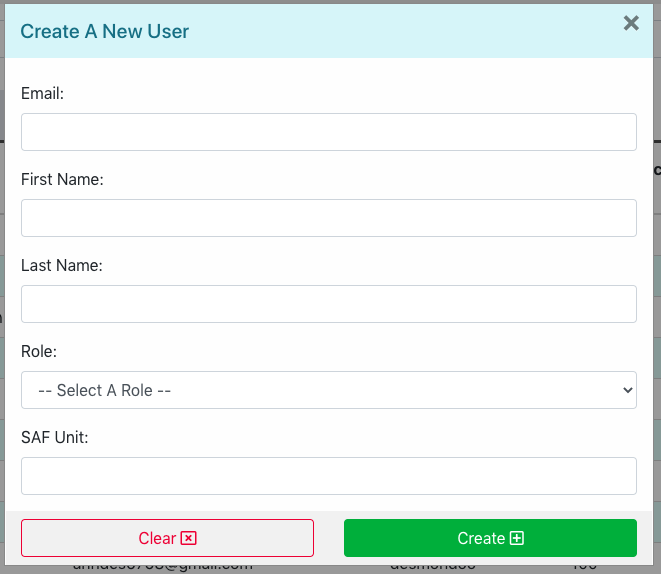 Create A New User
Email:
First Name:
Last Name:
Role:
-- Select A Role --
SAF Unit:
Clear
Create